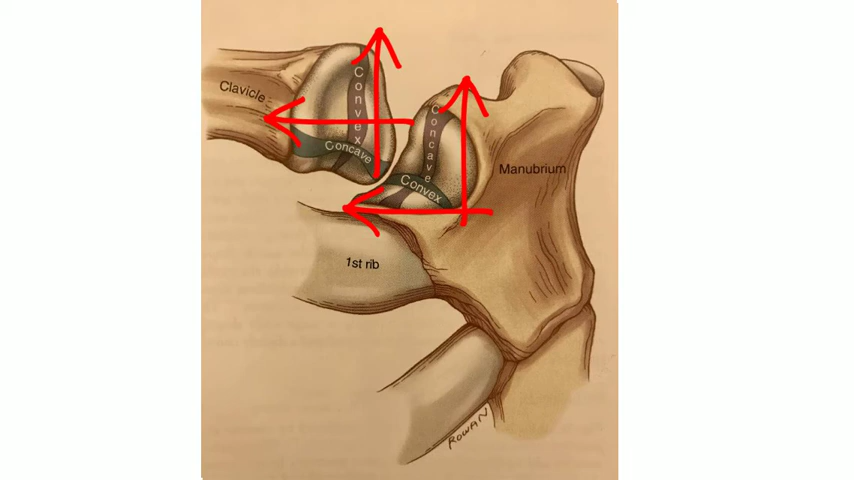 Clavicle
Convex
Concave
Concave
Convex
Manubrium
1st rib
ROWAN